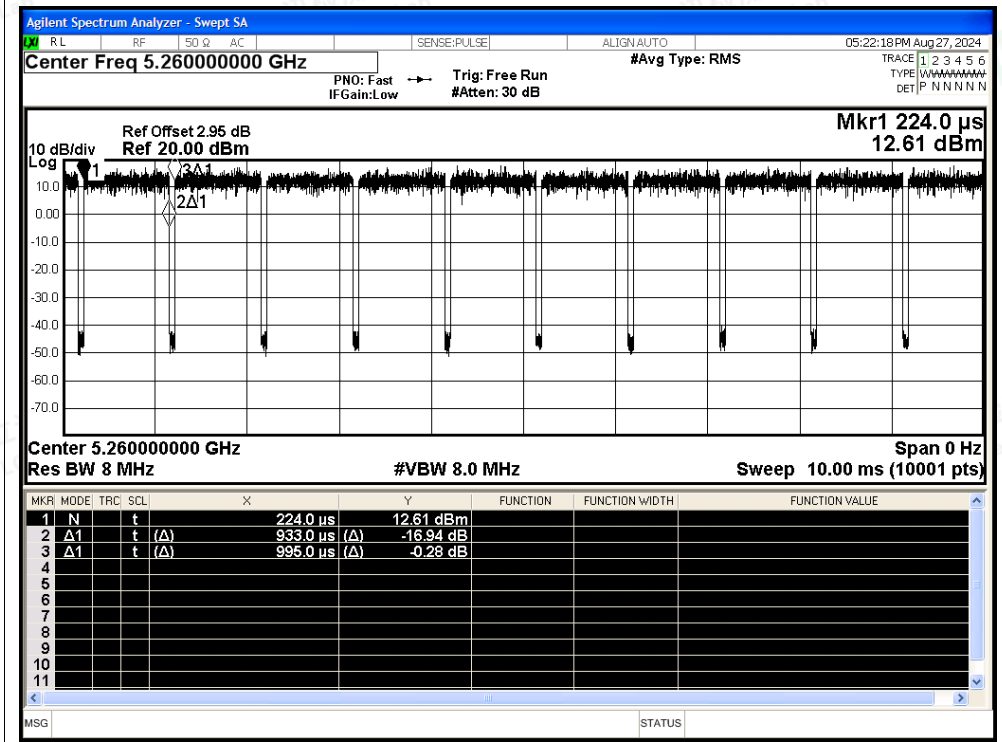 Agilent Spectrum Analyzer - Swept SA
LXI RL RF 50 Ω AC SENSE:PULSE ALIGN AUTO 05:22:18 PM Aug 27, 2024
Center Freq 5.260000000 GHz #Avg Type: RMS TRACE 1 2 3 4 5 6
PNO: Fast Trig: Free Run TYPE WWWWWW
IFGain:Low #Atten: 30 dB DET P N N N N N
Mkr1 224.0 µs
Ref Offset 2.95 dB
10 dB/div Ref 20.00 dBm 12.61 dBm
Log
1 3Δ1
10.0
2Δ1
0.00
-10.0
-20.0
-30.0
-40.0
-50.0
-60.0
-70.0
Center 5.260000000 GHz Span 0 Hz
Res BW 8 MHz #VBW 8.0 MHz Sweep 10.00 ms (10001 pts)
MKR MODE TRC SCL X Y FUNCTION FUNCTION WIDTH FUNCTION VALUE
1 N t 224.0 µs 12.61 dBm
2 Δ1 t (Δ) 933.0 µs (Δ) -16.94 dB
3 Δ1 t (Δ) 995.0 µs (Δ) -0.28 dB
4
5
6
7
8
9
10
11
MSG STATUS